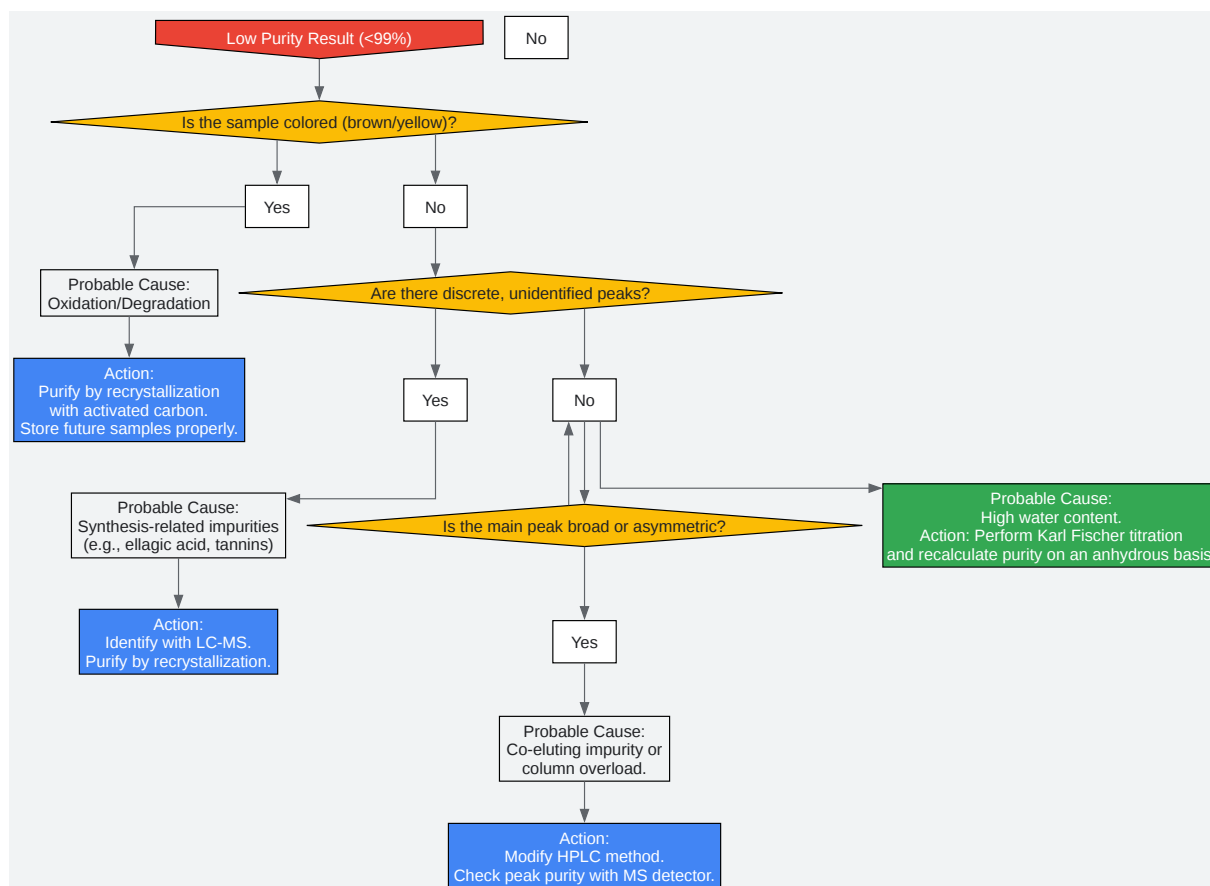 Low Purity Result (<99%)
No
Is the sample colored (brown/yellow)?
Yes
No
Probable Cause:
Oxidation/Degradation
Are there discrete, unidentified peaks?
Action:
Purify by recrystallization
with activated carbon.
Store future samples properly.
Yes
No
Probable Cause:
Synthesis-related impurities
(e.g., ellagic acid, tannins)
Is the main peak broad or asymmetric?
Probable Cause:
High water content.
Action: Perform Karl Fischer titration
and recalculate purity on an anhydrous basis
Action:
Identify with LC-MS.
Purify by recrystallization.
Yes
Probable Cause:
Co-eluting impurity or
column overload.
Action:
Modify HPLC method.
Check peak purity with MS detector.